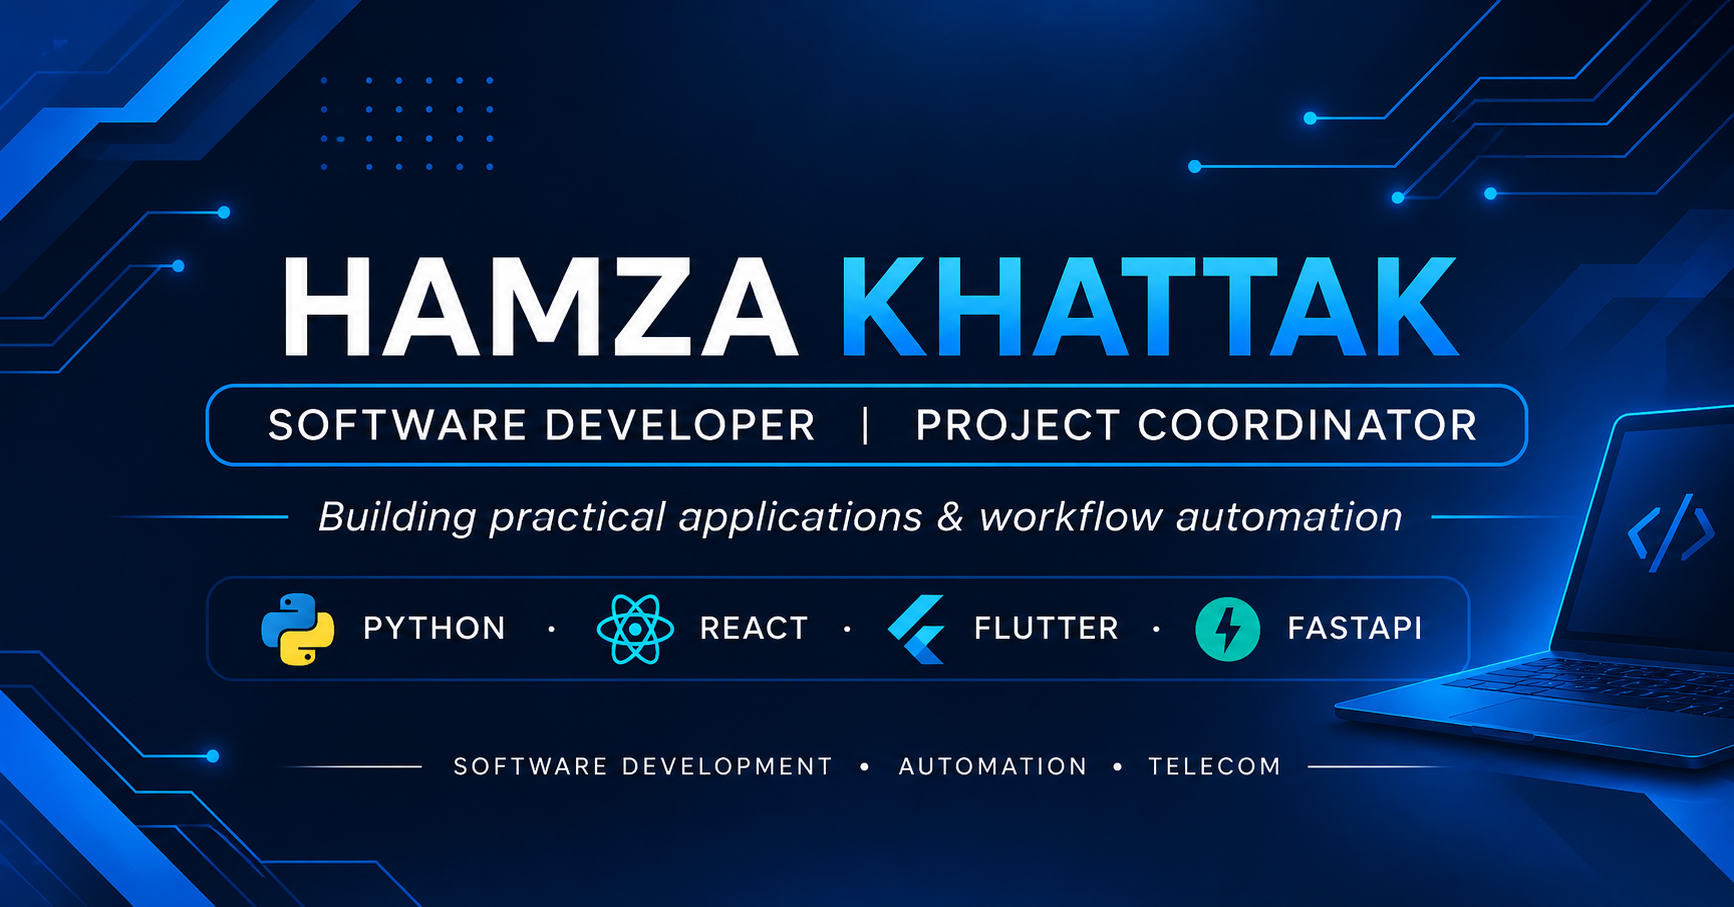 HAMZA KHATTAK
SOFTWARE DEVELOPER | PROJECT COORDINATOR
Building practical applications & workflow automation
PYTHON · REACT · FLUTTER · FASTAPI
SOFTWARE DEVELOPMENT • AUTOMATION • TELECOM
</>